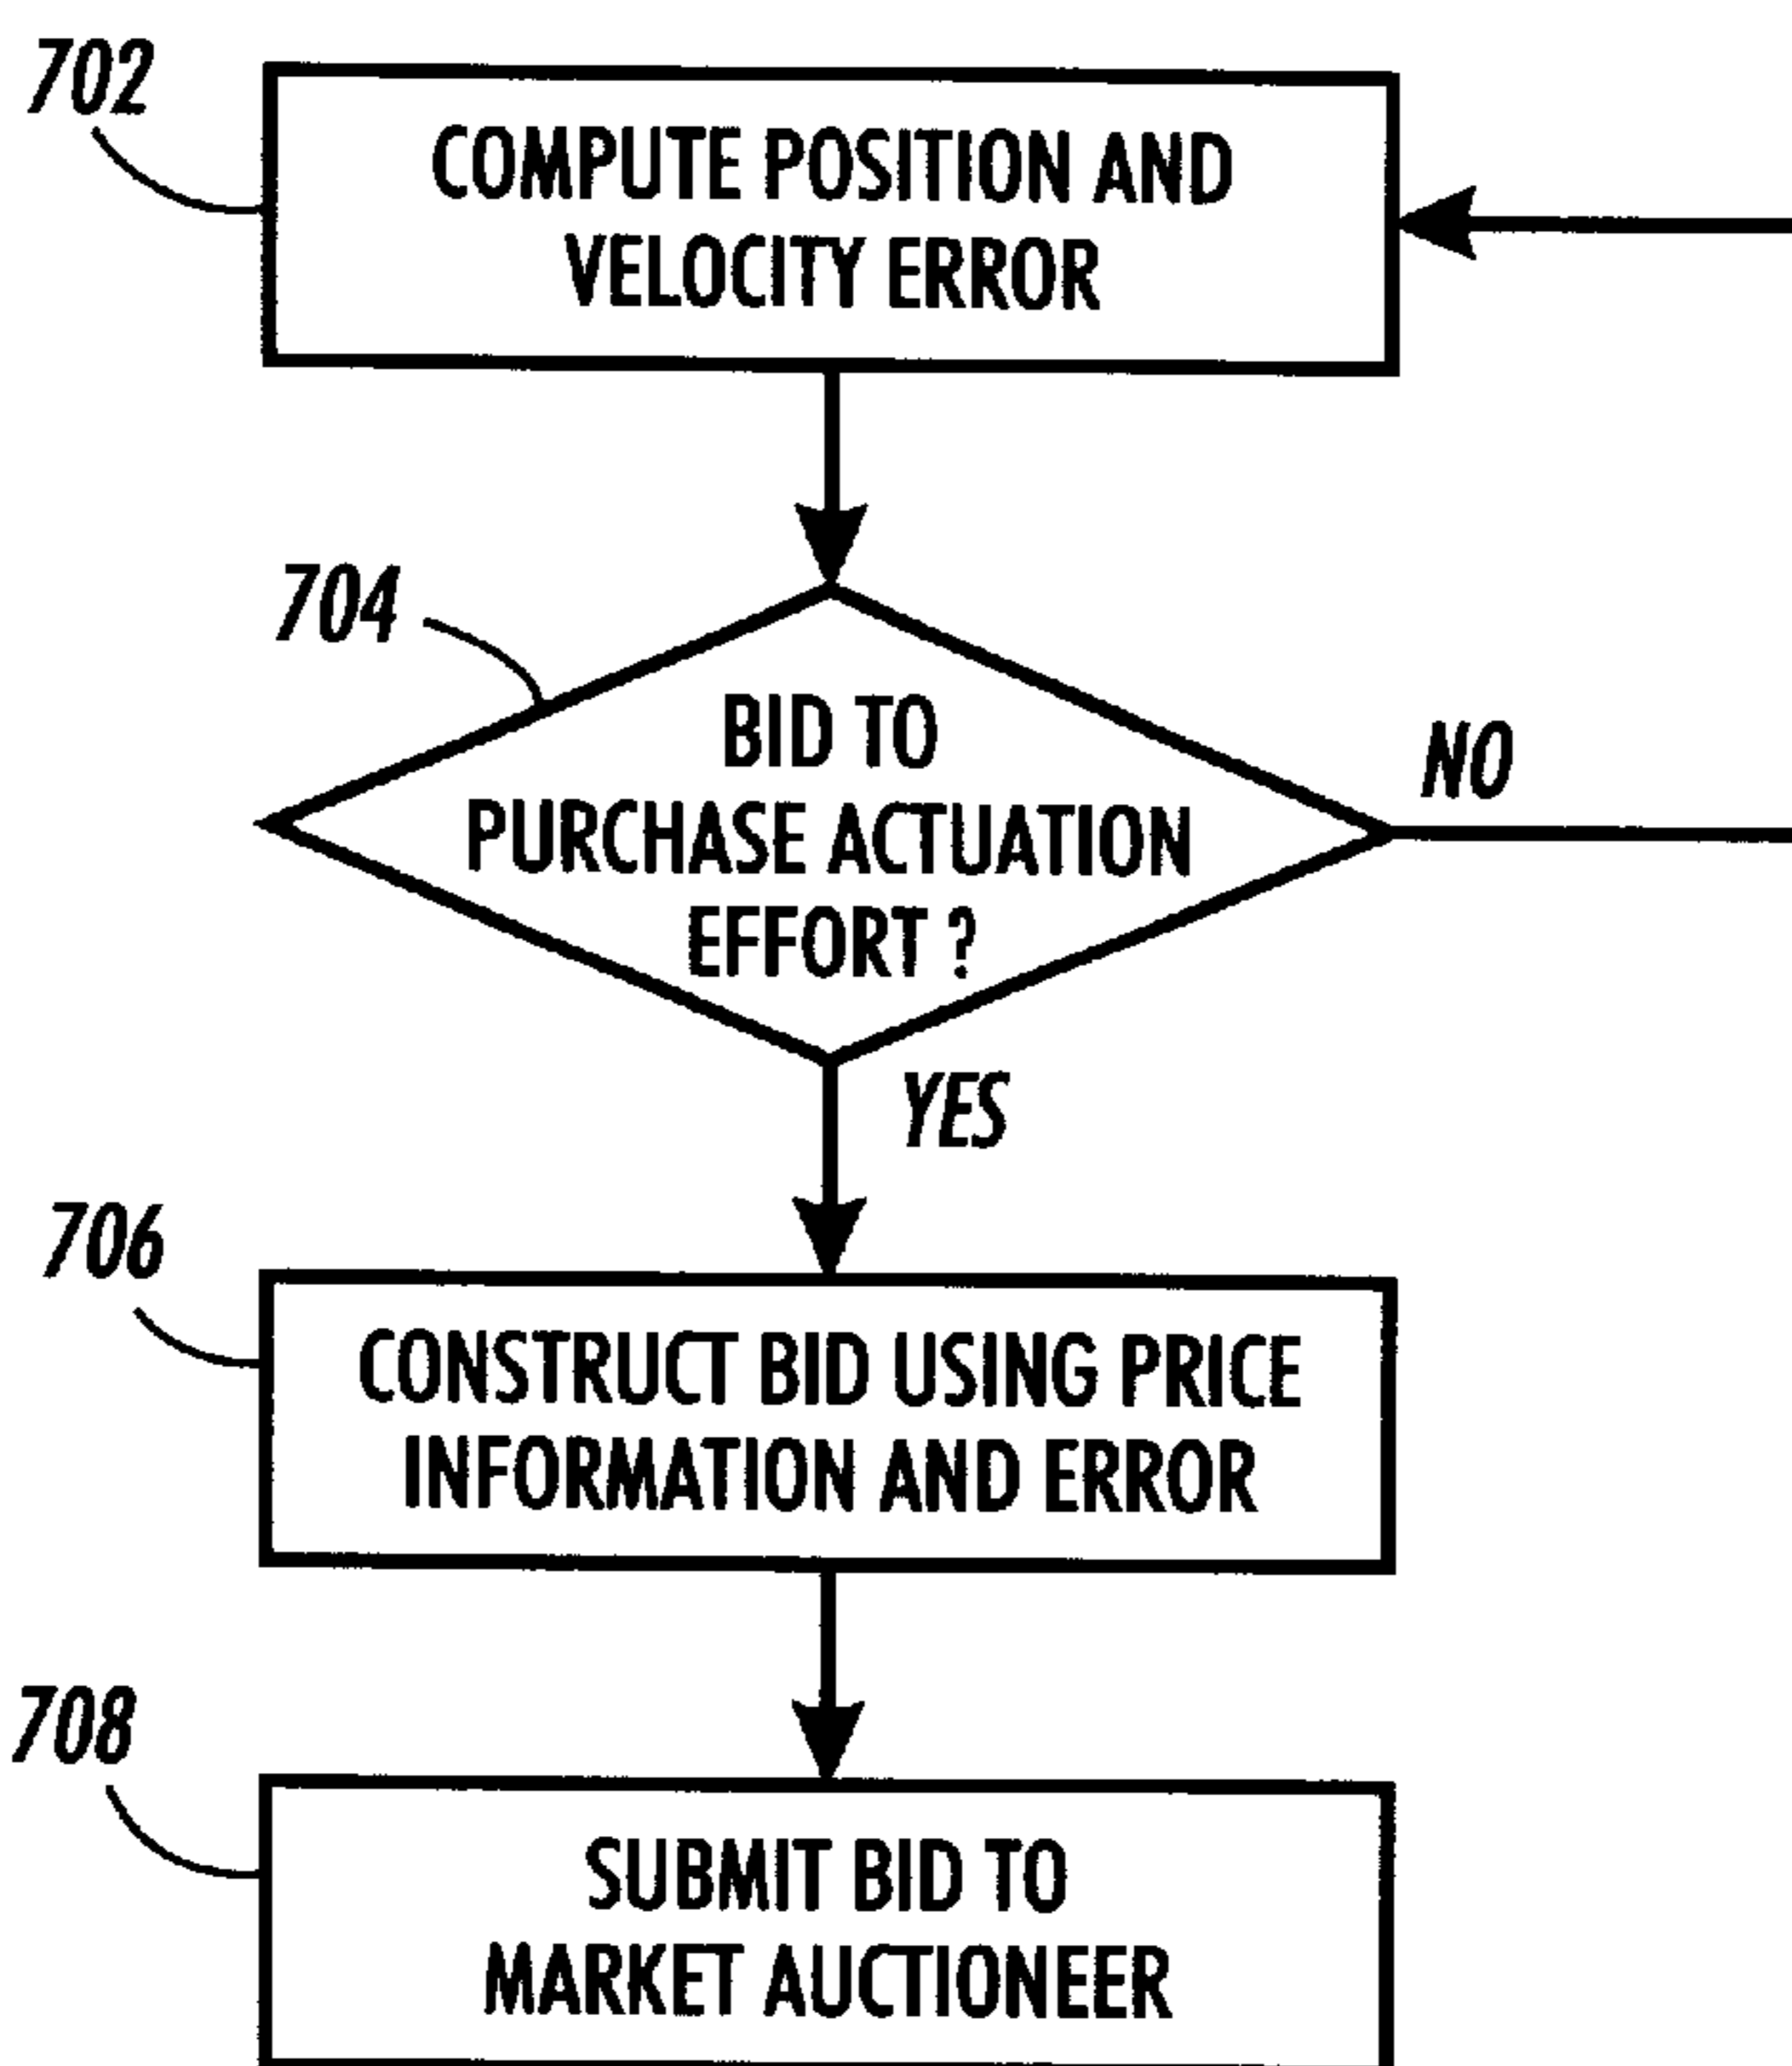 702
COMPUTE POSITION AND
VELOCITY ERROR
704
BID TO
PURCHASE ACTUATION
EFFORT ?
NO
YES
706
CONSTRUCT BID USING PRICE
INFORMATION AND ERROR
708
SUBMIT BID TO
MARKET AUCTIONEER